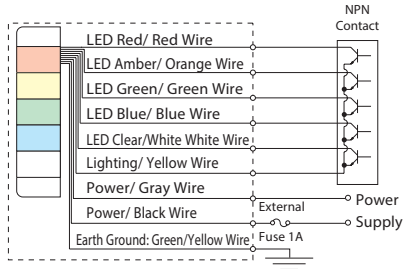 NPN
Contact
LED Red/ Red Wire
LED Amber/ Orange Wire
LED Green/ Green Wire
LED Blue/ Blue Wire
LED Clear/White White Wire
Lighting/ Yellow Wire
Power/ Gray Wire
External
Power
Power/ Black Wire
Supply
Earth Ground: Green/Yellow Wire
Fuse 1A